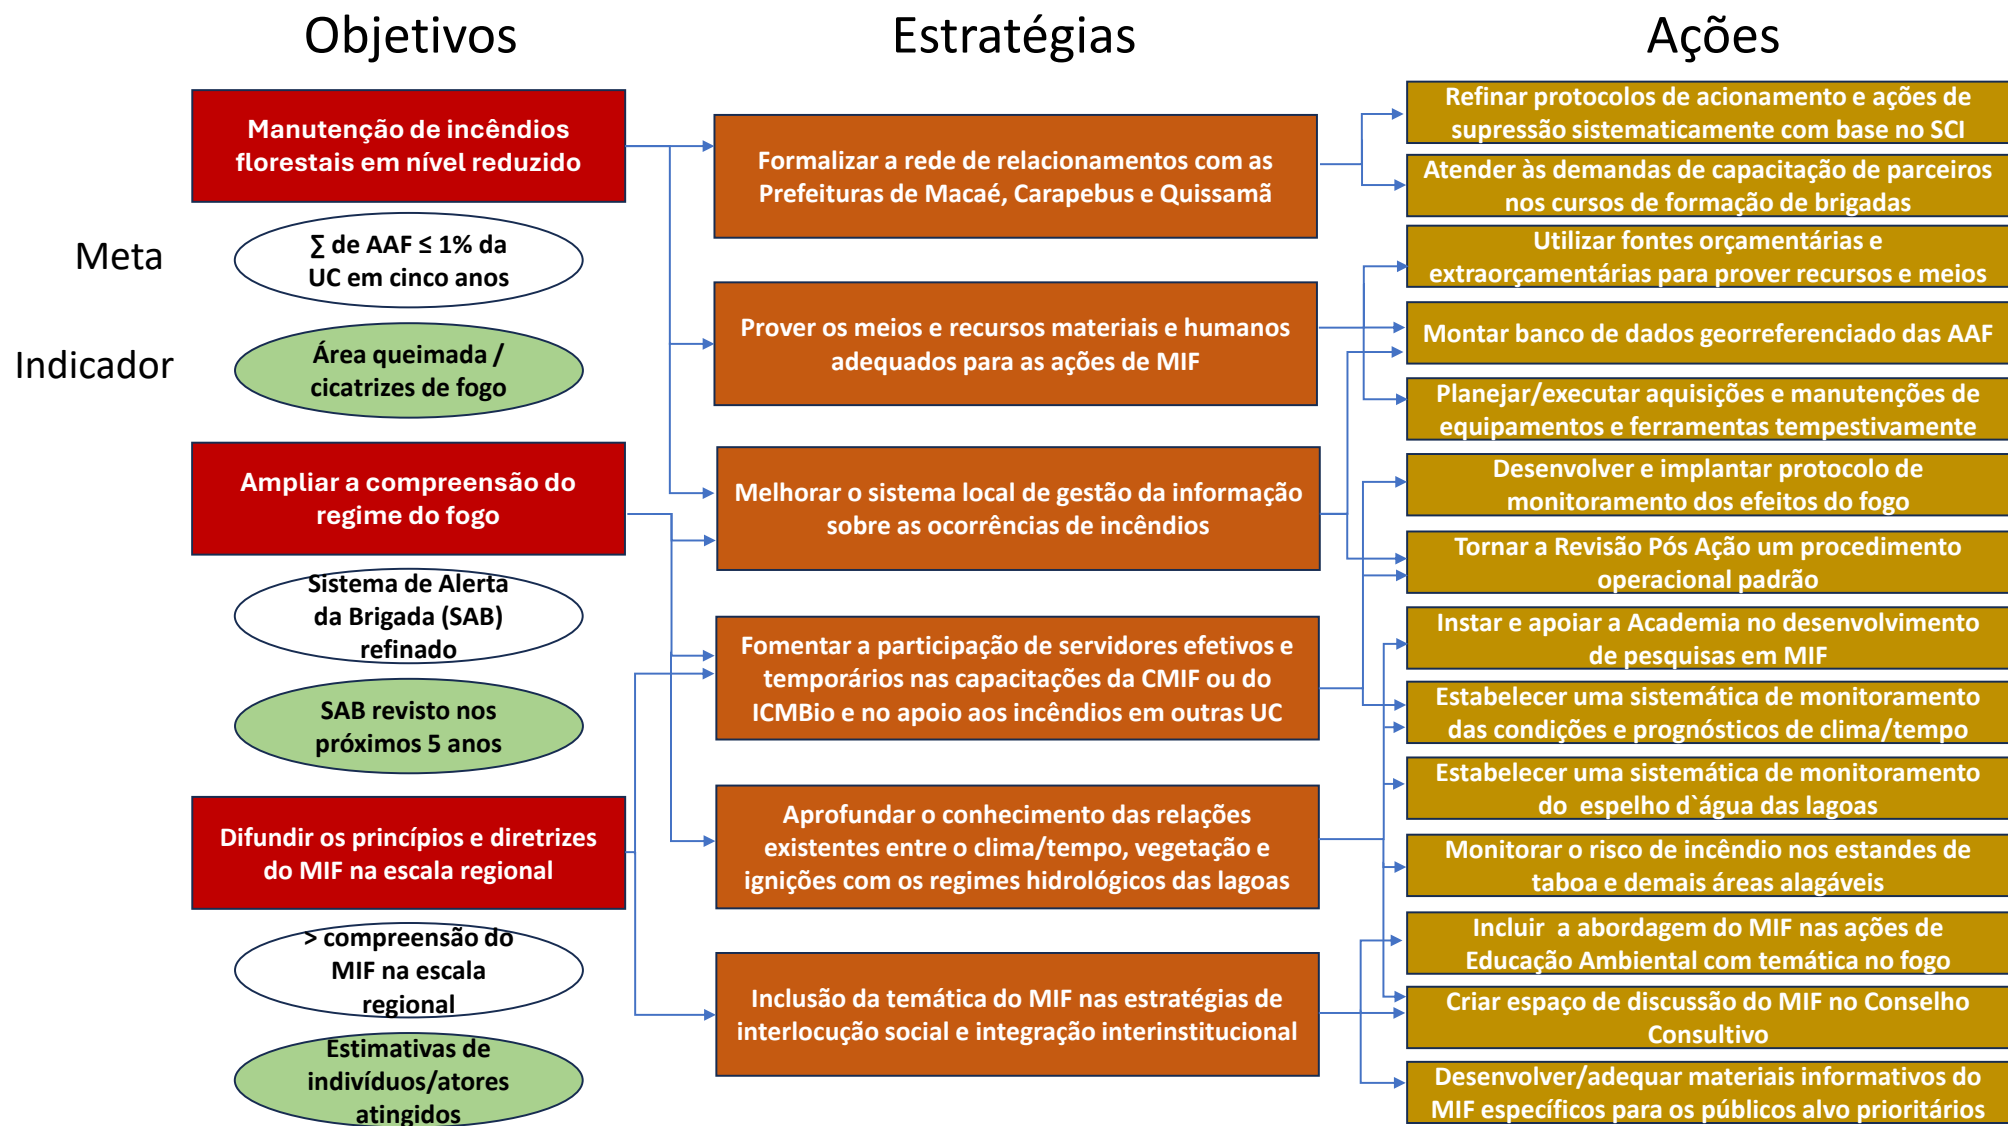 Objetivos
Estratégias
Ações
Manutenção de incêndios
florestais em nível reduzido
Meta
∑ de AAF ≤ 1% da
UC em cinco anos
Indicador
Área queimada /
cicatrizes de fogo
Ampliar a compreensão do
regime do fogo
Sistema de Alerta
da Brigada (SAB)
refinado
SAB revisto nos
próximos 5 anos
Difundir os princípios e diretrizes
do MIF na escala regional
> compreensão do
MIF na escala
regional
Estimativas de
indivíduos/atores
atingidos
Formalizar a rede de relacionamentos com as
Prefeituras de Macaé, Carapebus e Quissamã
Prover os meios e recursos materiais e humanos
adequados para as ações de MIF
Melhorar o sistema local de gestão da informação
sobre as ocorrências de incêndios
Fomentar a participação de servidores efetivos e
temporários nas capacitações da CMIF ou do
ICMBio e no apoio aos incêndios em outras UC
Aprofundar o conhecimento das relações
existentes entre o clima/tempo, vegetação e
ignições com os regimes hidrológicos das lagoas
Inclusão da temática do MIF nas estratégias de
interlocução social e integração interinstitucional
Refinar protocolos de acionamento e ações de
supressão sistematicamente com base no SCI
Atender às demandas de capacitação de parceiros
nos cursos de formação de brigadas
Utilizar fontes orçamentárias e
extraorçamentárias para prover recursos e meios
Montar banco de dados georreferenciado das AAF
Planejar/executar aquisições e manutenções de
equipamentos e ferramentas tempestivamente
Desenvolver e implantar protocolo de
monitoramento dos efeitos do fogo
Tornar a Revisão Pós Ação um procedimento
operacional padrão
Instar e apoiar a Academia no desenvolvimento
de pesquisas em MIF
Estabelecer uma sistemática de monitoramento
das condições e prognósticos de clima/tempo
Estabelecer uma sistemática de monitoramento
do espelho d`água das lagoas
Monitorar o risco de incêndio nos estandes de
taboa e demais áreas alagáveis
Incluir a abordagem do MIF nas ações de
Educação Ambiental com temática no fogo
Criar espaço de discussão do MIF no Conselho
Consultivo
Desenvolver/adequar materiais informativos do
MIF específicos para os públicos alvo prioritários